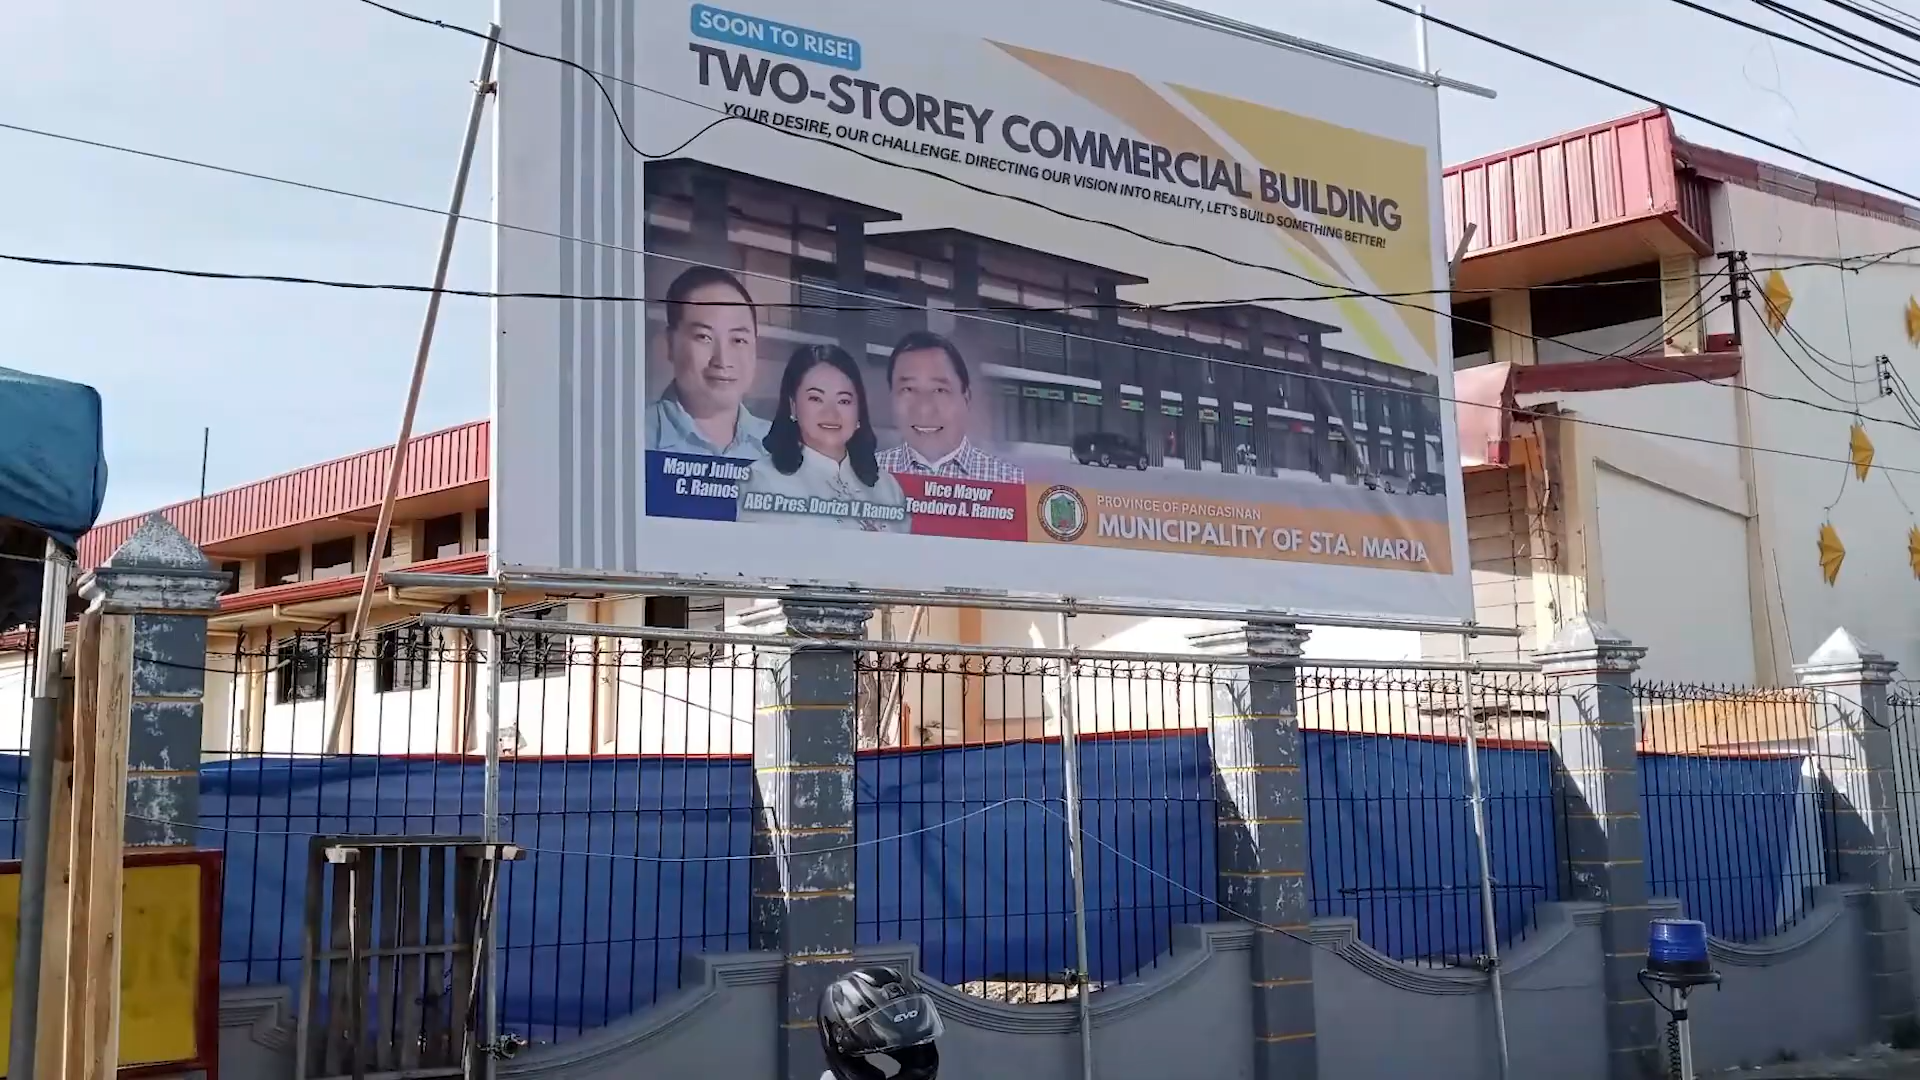 SOON TO RISE!
TWO-STOREY COMMERCIAL BUILDING
YOUR DESIRE, OUR CHALLENGE. DIRECTING OUR VISION INTO REALITY, LET'S BUILD SOMETHING BETTER!
Mayor Julius
C. Ramos
ABC Pres. Doriza V. Ramos
Vice Mayor
Teodoro A. Ramos
PROVINCE OF PANGASINAN
MUNICIPALITY OF STA. MARIA
EVO